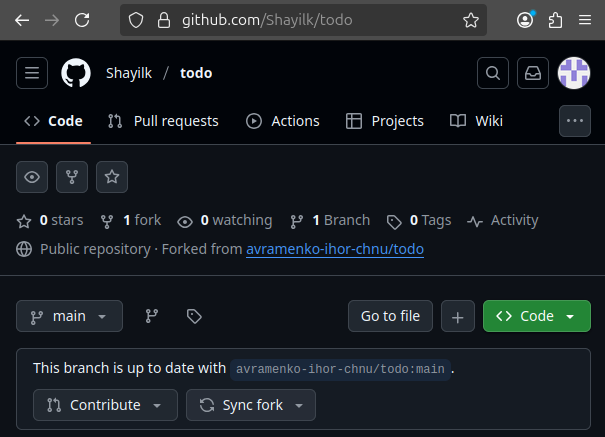 github.com/Shayilk/todo
Shayilk / todo
Code Pull requests Actions Projects Wiki
0 stars 1 fork 0 watching 1 Branch 0 Tags Activity
Public repository · Forked from avramenko-ihor-chnu/todo
main Go to file Code
This branch is up to date with avramenko-ihor-chnu/todo:main.
Contribute Sync fork